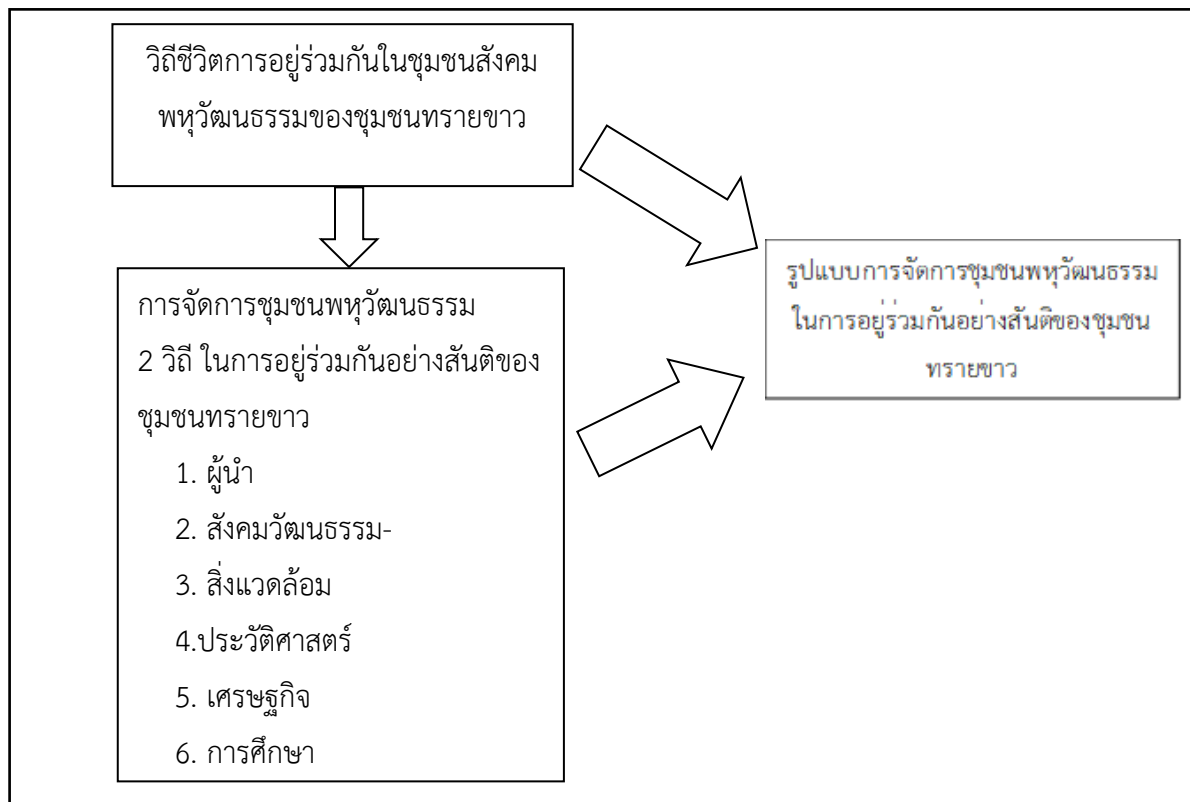 วิถีชีวิตการอยู่ร่วมกันในชุมชนสังคม
พหุวัฒนธรรมของชุมชนทรายขาว
การจัดการชุมชนพหุวัฒนธรรม
2 วิถี ในการอยู่ร่วมกันอย่างสันติของ
ชุมชนทรายขาว
1. ผู้นำ
2. สังคมวัฒนธรรม-
3. สิ่งแวดล้อม
4.ประวัติศาสตร์
5. เศรษฐกิจ
6. การศึกษา
รูปแบบการจัดการชุมชนพหุวัฒนธรรม
ในการอยู่ร่วมกันอย่างสันติของชุมชน
ทรายขาว